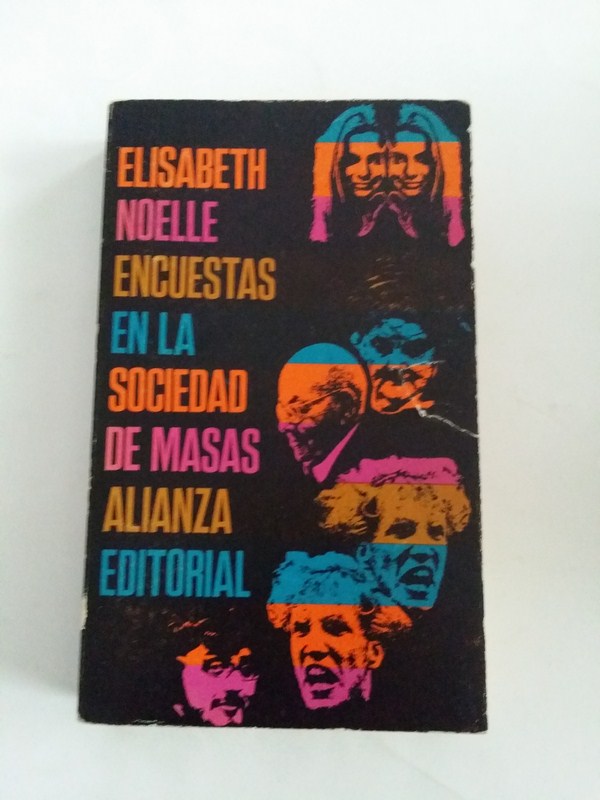 ELISABETH
NOELLE
ENCUESTAS
EN LA
SOCIEDAD
DE MASAS
ALIANZA
EDITORIAL